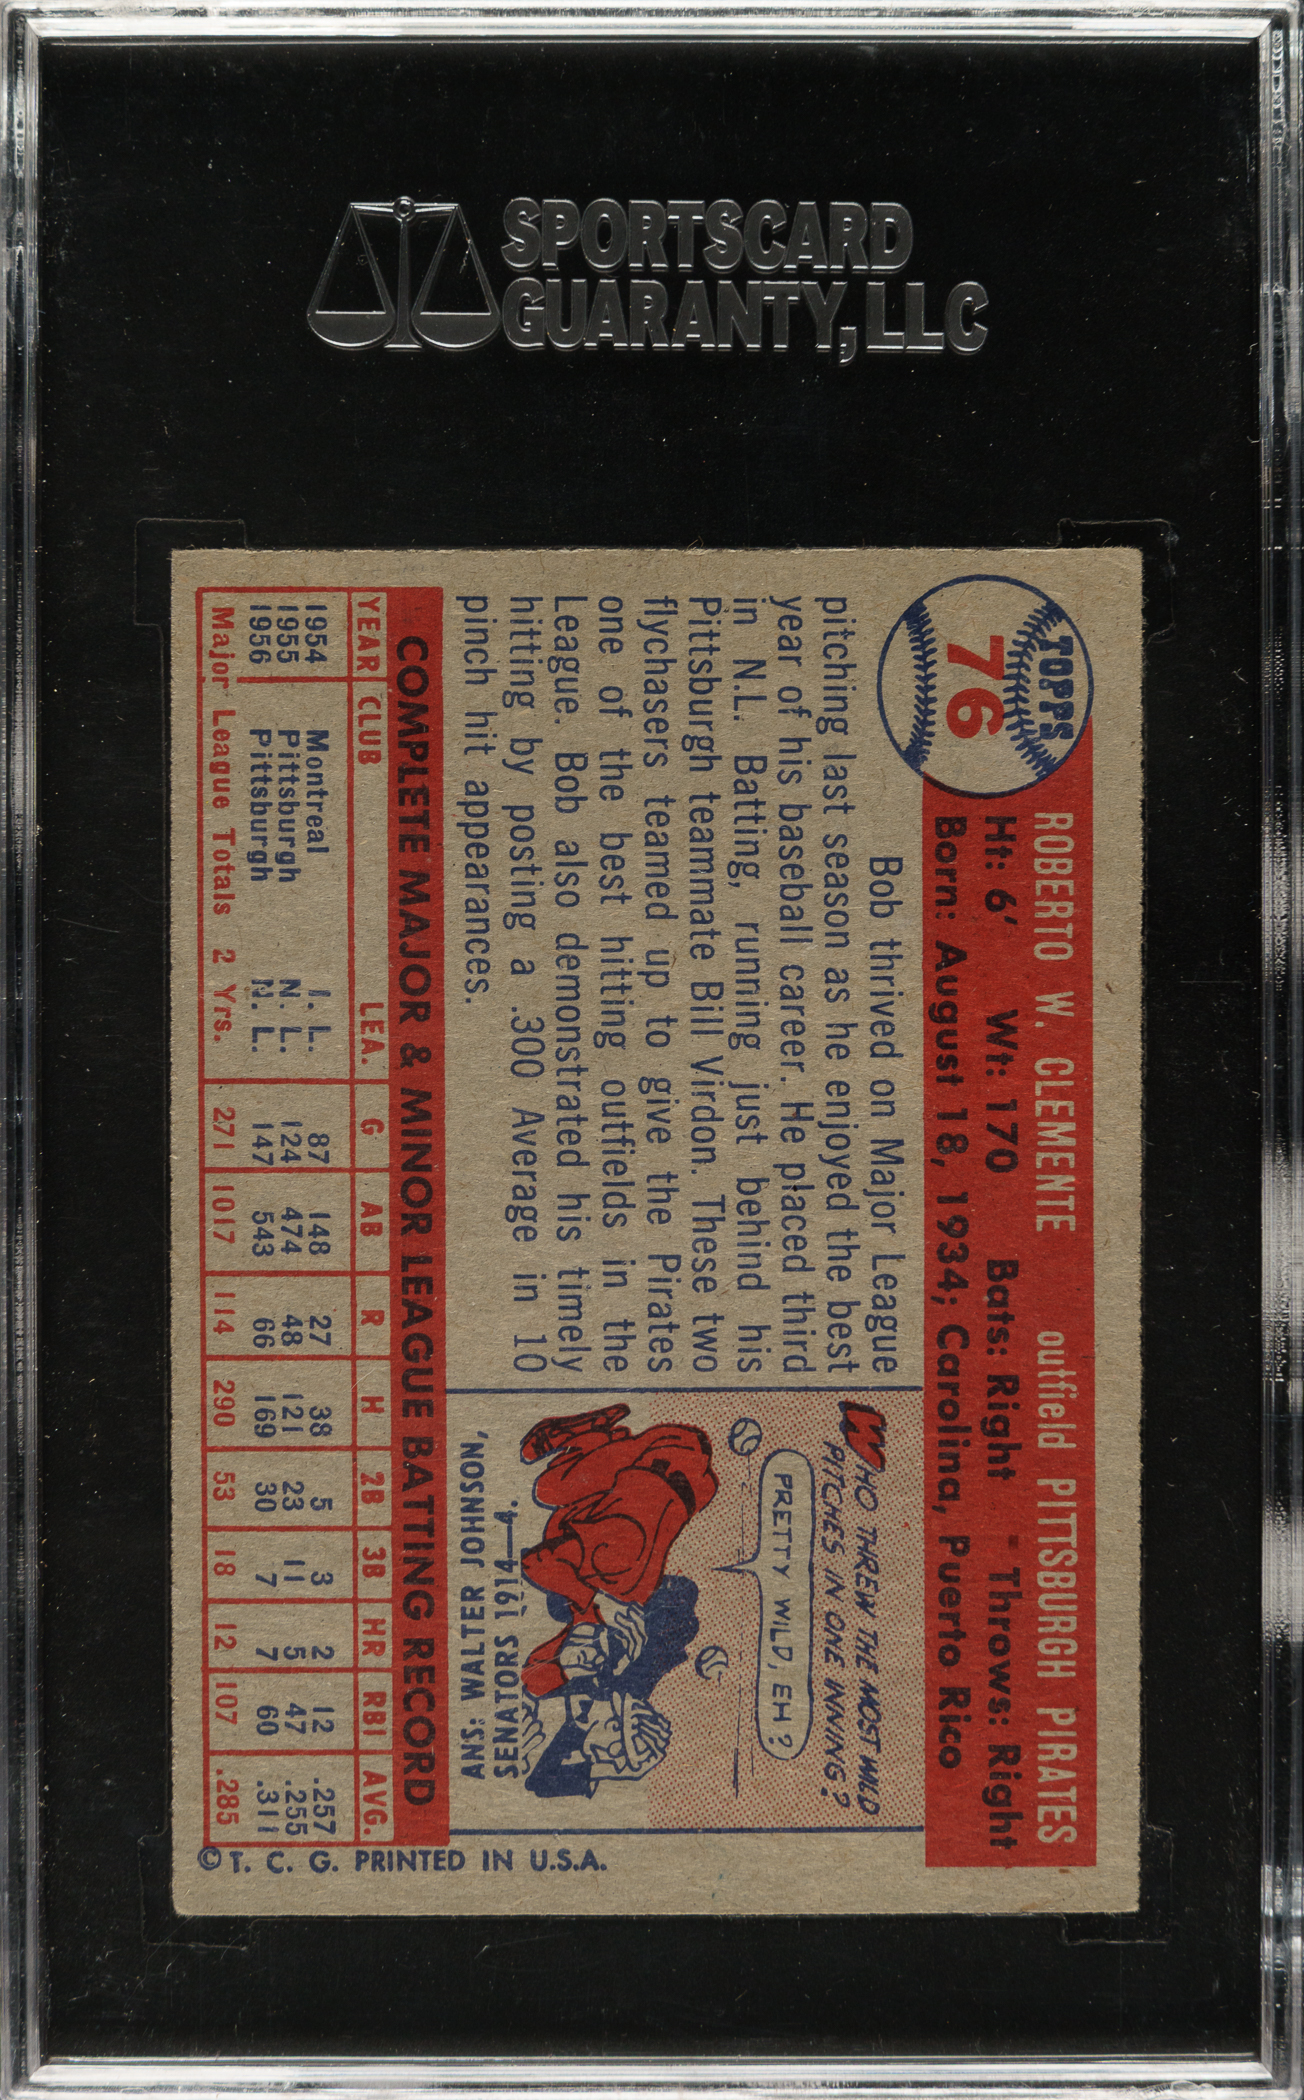 SPORTSCARD
GUARANTY, LLC
TOPPS
76
ROBERTO W. CLEMENTE outfield PITTSBURGH PIRATES
Ht: 6' Wt: 170 Bats: Right Throws: Right
Born: August 18, 1934; Carolina, Puerto Rico
Bob thrived on Major League
pitching last season as he enjoyed the best
year of his baseball career. He placed third
in N.L. Batting, running just behind his
Pittsburgh teammate Bill Virdon. These two
flychasers teamed up to give the Pirates
one of the best hitting outfields in the
League. Bob also demonstrated his timely
hitting by posting a .300 Average in 10
pinch hit appearances.
WHO THREW THE MOST WILD
PITCHES IN ONE INNING?
PRETTY WILD, EH?
ANS: WALTER JOHNSON,
SENATORS 1914—4.
COMPLETE MAJOR & MINOR LEAGUE BATTING RECORD
YEAR CLUB LEA. G AB R H 2B 3B HR RBI AVG.
1954 Montreal I. L. 87 148 27 38 5 3 2 12 .257
1955 Pittsburgh N. L. 124 474 48 121 23 11 5 47 .255
1956 Pittsburgh N. L. 147 543 66 169 30 7 7 60 .311
Major League Totals 2 Yrs. 271 1017 114 290 53 18 12 107 .285
© T. C. G. PRINTED IN U.S.A.